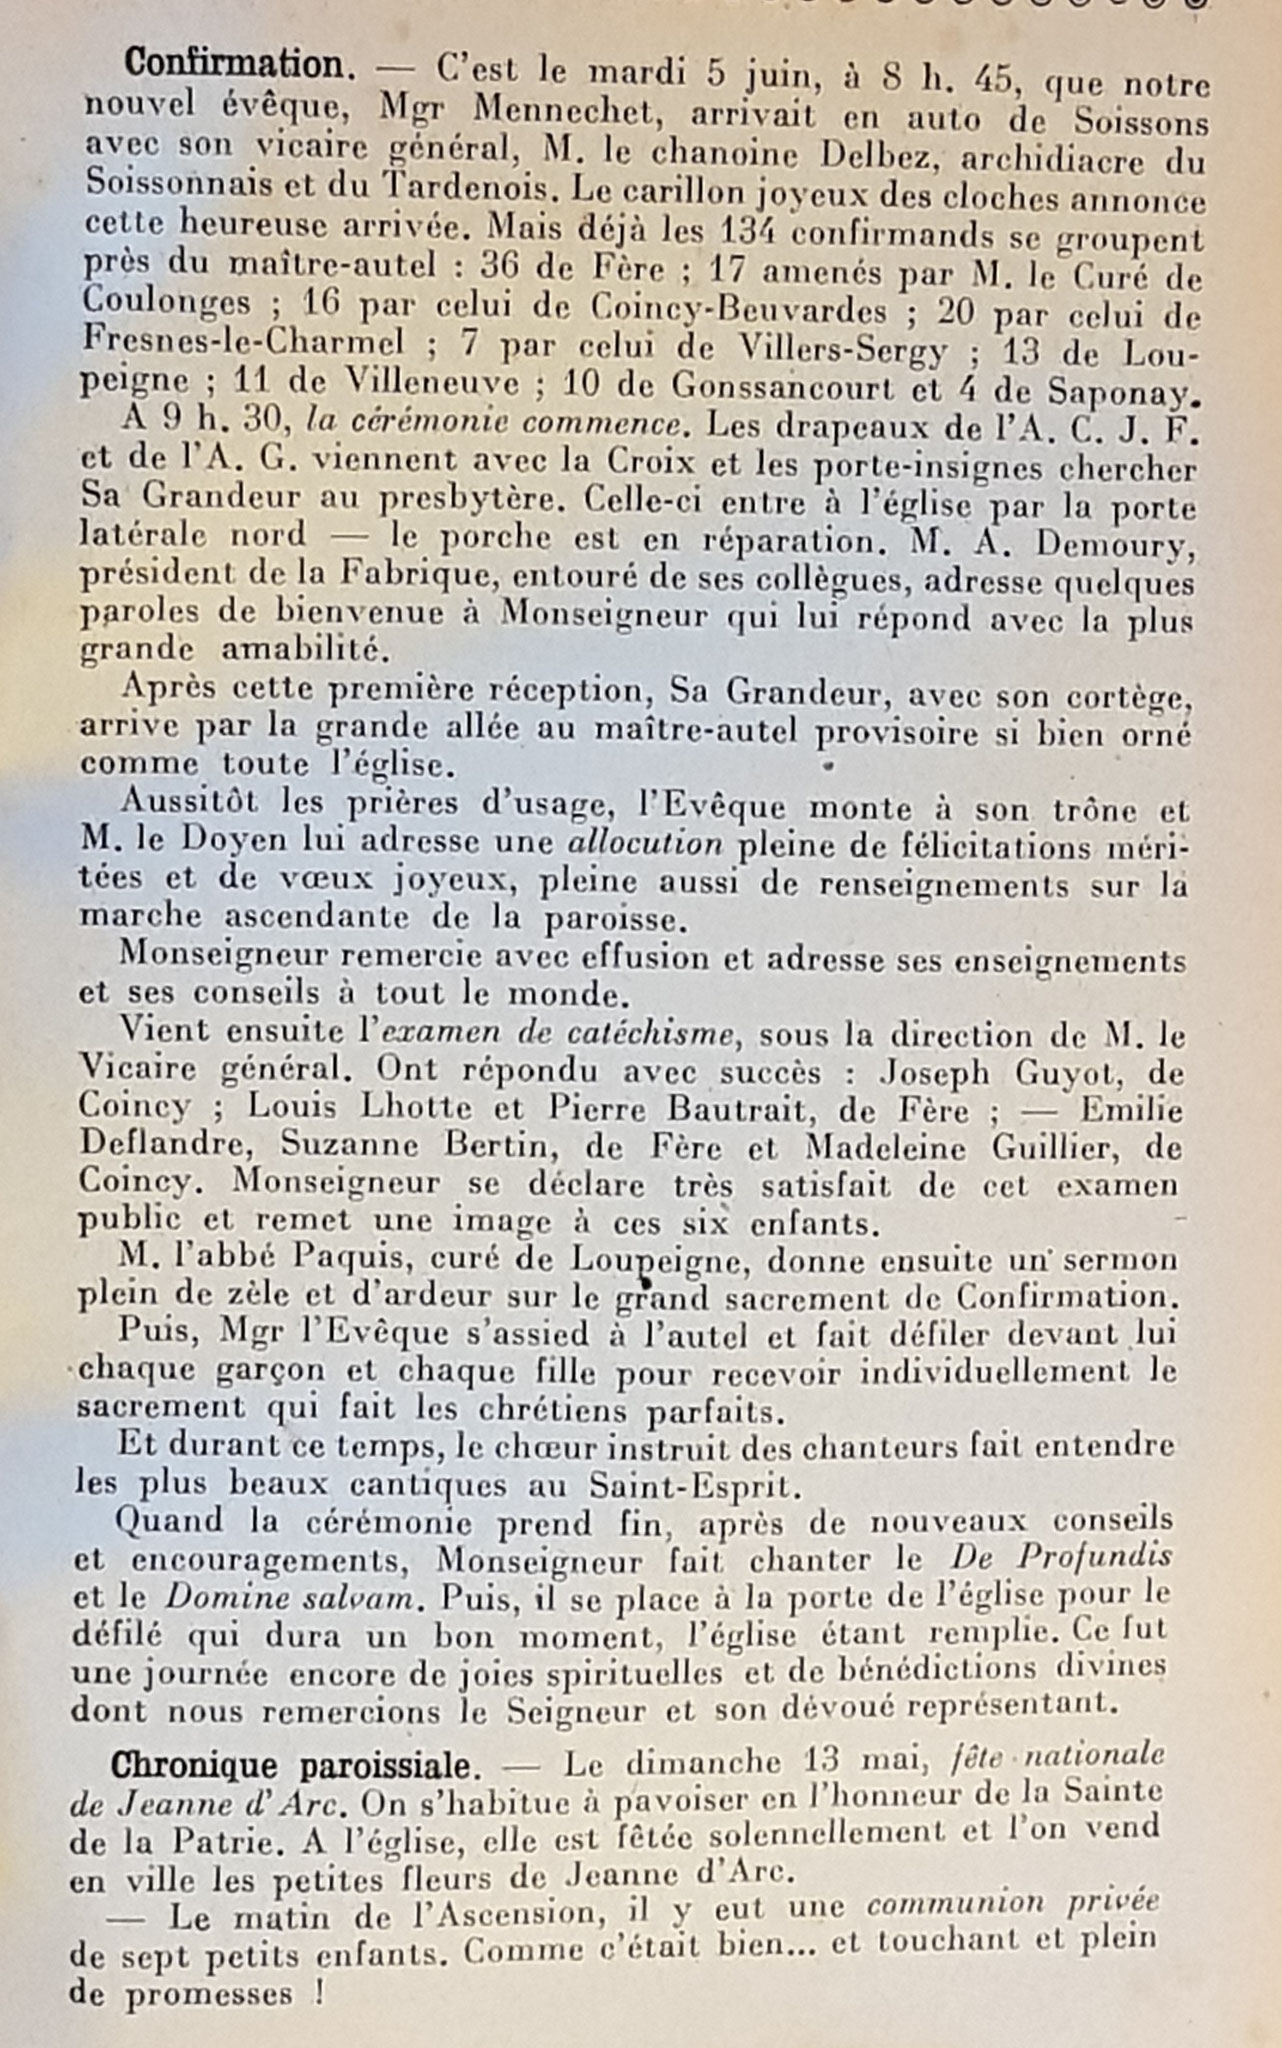 Confirmation. — C'est le mardi 5 juin, à 8 h. 45, que notre
nouvel évêque, Mgr Mennechet, arrivait en auto de Soissons
avec son vicaire général, M. le chanoine Delbez, archidiacre du
Soissonnais et du Tardenois. Le carillon joyeux des cloches annonce
cette heureuse arrivée. Mais déjà les 134 confirmands se groupent
près du maître-autel : 36 de Fère ; 17 amenés par M. le Curé de
Coulonges ; 16 par celui de Coincy-Beuvardes ; 20 par celui de
Fresnes-le-Charmel ; 7 par celui de Villers-Sergy ; 13 de Lou-
peigne ; 11 de Villeneuve ; 10 de Gonssancourt et 4 de Saponay.
A 9 h. 30, la cérémonie commence. Les drapeaux de l'A. C. J. F.
et de l'A. G. viennent avec la Croix et les porte-insignes chercher
Sa Grandeur au presbytère. Celle-ci entre à l'église par la porte
latérale nord — le porche est en réparation. M. A. Demoury,
président de la Fabrique, entouré de ses collègues, adresse quelques
paroles de bienvenue à Monseigneur qui lui répond avec la plus
grande amabilité.
Après cette première réception, Sa Grandeur, avec son cortège,
arrive par la grande allée au maître-autel provisoire si bien orné
comme toute l'église.
Aussitôt les prières d'usage, l'Evêque monte à son trône et
M. le Doyen lui adresse une allocution pleine de félicitations méri-
tées et de vœux joyeux, pleine aussi de renseignements sur la
marche ascendante de la paroisse.
Monseigneur remercie avec effusion et adresse ses enseignements
et ses conseils à tout le monde.
Vient ensuite l'examen de catéchisme, sous la direction de M. le
Vicaire général. Ont répondu avec succès : Joseph Guyot, de
Coincy ; Louis Lhotte et Pierre Bautrait, de Fère ; — Emilie
Deflandre, Suzanne Bertin, de Fère et Madeleine Guillier, de
Coincy. Monseigneur se déclare très satisfait de cet examen
public et remet une image à ces six enfants.
M. l'abbé Paquis, curé de Loupeigne, donne ensuite un sermon
plein de zèle et d'ardeur sur le grand sacrement de Confirmation.
Puis, Mgr l'Evêque s'assied à l'autel et fait défiler devant lui
chaque garçon et chaque fille pour recevoir individuellement le
sacrement qui fait les chrétiens parfaits.
Et durant ce temps, le chœur instruit des chanteurs fait entendre
les plus beaux cantiques au Saint-Esprit.
Quand la cérémonie prend fin, après de nouveaux conseils
et encouragements, Monseigneur fait chanter le De Profundis
et le Domine salvam. Puis, il se place à la porte de l'église pour le
défilé qui dura un bon moment, l'église étant remplie. Ce fut
une journée encore de joies spirituelles et de bénédictions divines
dont nous remercions le Seigneur et son dévoué représentant.
Chronique paroissiale. — Le dimanche 13 mai, fête nationale
de Jeanne d'Arc. On s'habitue à pavoiser en l'honneur de la Sainte
de la Patrie. A l'église, elle est fêtée solennellement et l'on vend
en ville les petites fleurs de Jeanne d'Arc.
— Le matin de l'Ascension, il y eut une communion privée
de sept petits enfants. Comme c'était bien... et touchant et plein
de promesses !